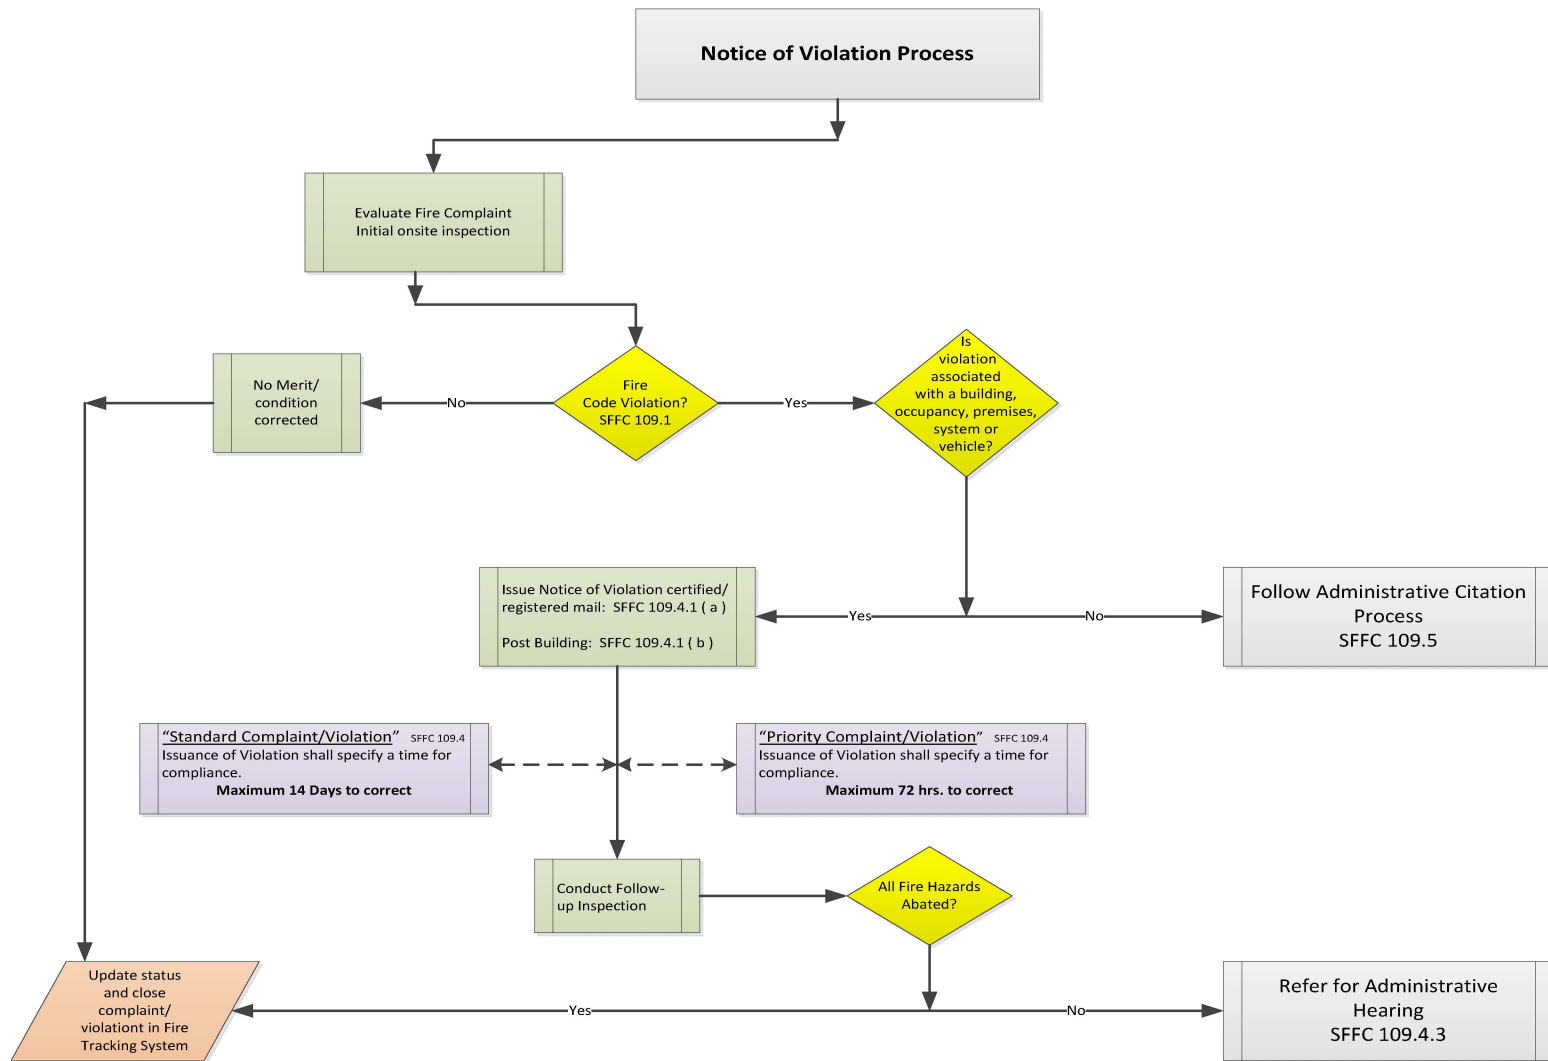 Notice of Violation Process
Evaluate Fire Complaint
Initial onsite inspection
No Merit/
condition
corrected
No
Fire
Code Violation?
SFFC 109.1
Yes
Is
violation
associated
with a building,
occupancy, premises,
system or
vehicle?
Issue Notice of Violation certified/
registered mail:  SFFC 109.4.1 ( a )
Post Building:  SFFC 109.4.1 ( b )
Yes
No
Follow Administrative Citation
Process
SFFC 109.5
“Standard Complaint/Violation”  SFFC 109.4
Issuance of Violation shall specify a time for
compliance.
Maximum 14 Days to correct
“Priority Complaint/Violation”  SFFC 109.4
Issuance of Violation shall specify a time for
compliance.
Maximum 72 hrs. to correct
Conduct Follow-
up Inspection
All Fire Hazards
Abated?
Update status
and close
complaint/
violationt in Fire
Tracking System
Yes
No
Refer for Administrative
Hearing
SFFC 109.4.3